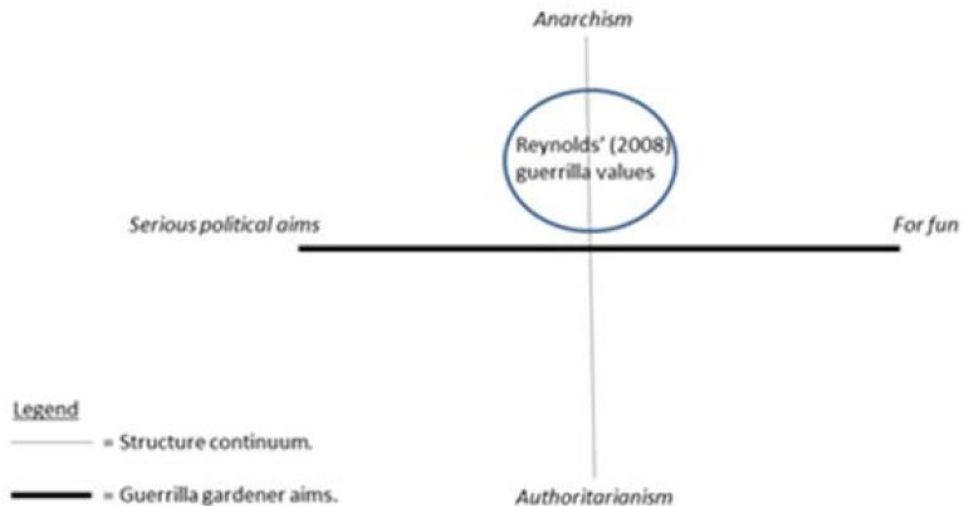 Anarchism
Reynolds' (2008)
guerrilla values
Serious political aims
For fun
Legend
= Structure continuum.
= Guerrilla gardener aims.
Authoritarianism